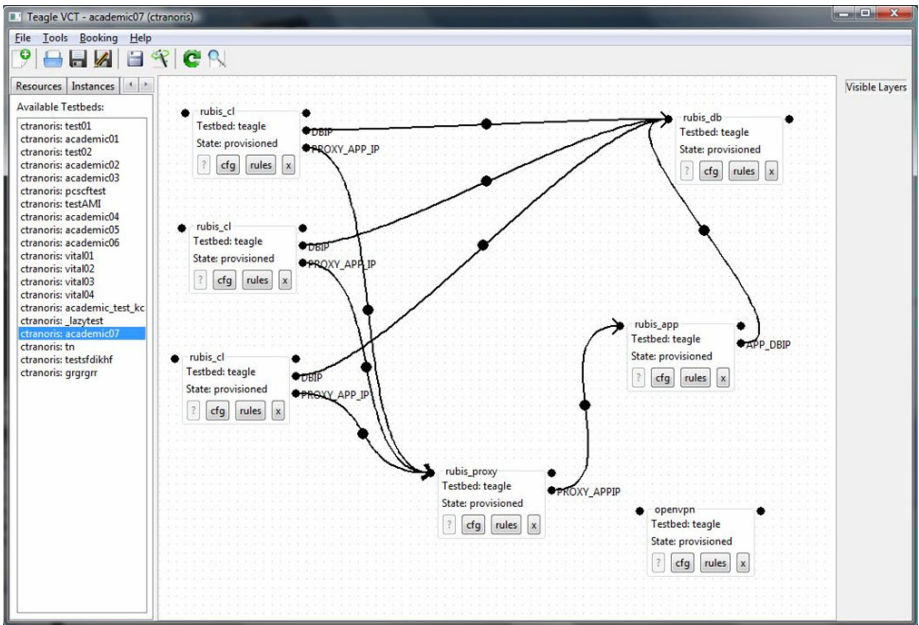 Teagle VCT - academic07 (ctranoris)
File Tools Booking Help
Resources Instances
Available Testbeds:
ctranoris: test01
ctranoris: academic01
ctranoris: test02
ctranoris: academic02
ctranoris: academic03
ctranoris: pcscftest
ctranoris: testAMI
ctranoris: academic04
ctranoris: academic05
ctranoris: academic06
ctranoris: vital01
ctranoris: vital02
ctranoris: vital03
ctranoris: vital04
ctranoris: academic_test_kc
ctranoris: _lazytest
ctranoris: academic07
ctranoris: tn
ctranoris: testsfdikhf
ctranoris: grgrgrr
rubis_cl
Testbed: teagle
DBIP
State: provisioned
PROXY_APP_IP
? cfg rules x
rubis_db
Testbed: teagle
State: provisioned
? cfg rules x
rubis_cl
Testbed: teagle
DBIP
State: provisioned
PROXY_APP_IP
? cfg rules x
rubis_app
Testbed: teagle
APP_DBIP
State: provisioned
? cfg rules x
rubis_cl
Testbed: teagle
DBIP
State: provisioned
PROXY_APP_IP
? cfg rules x
rubis_proxy
Testbed: teagle
PROXY_APPIP
State: provisioned
? cfg rules x
openvpn
Testbed: teagle
State: provisioned
? cfg rules x
Visible Layers